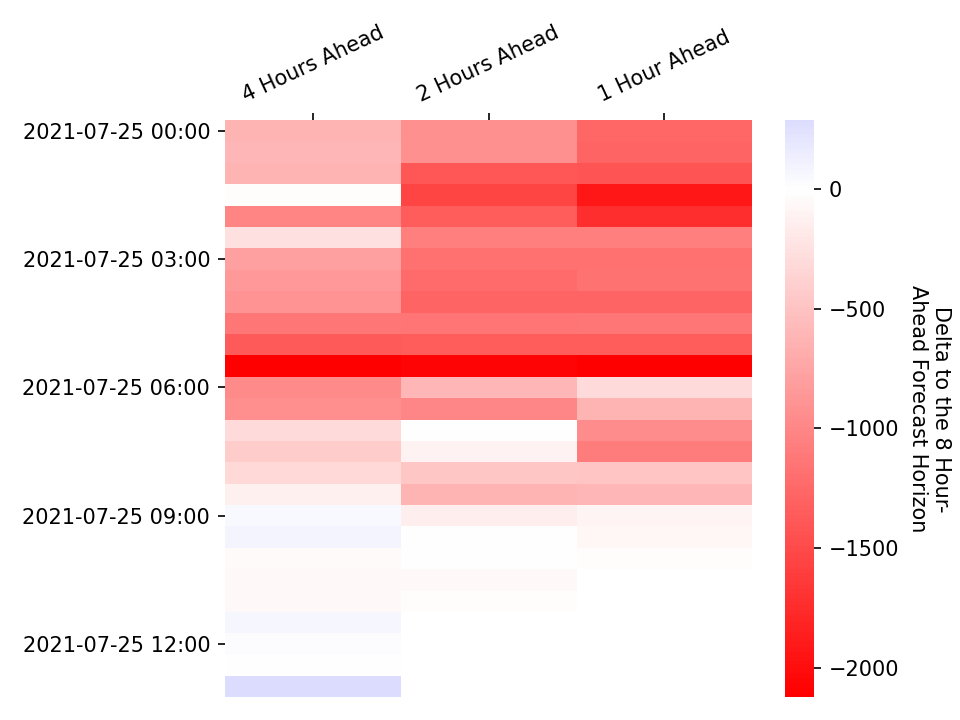 4 Hours Ahead
2 Hours Ahead
1 Hour Ahead
2021-07-25 00:00
2021-07-25 03:00
2021-07-25 06:00
2021-07-25 09:00
2021-07-25 12:00
0
−500
−1000
−1500
−2000
Delta to the 8 Hour-
Ahead Forecast Horizon